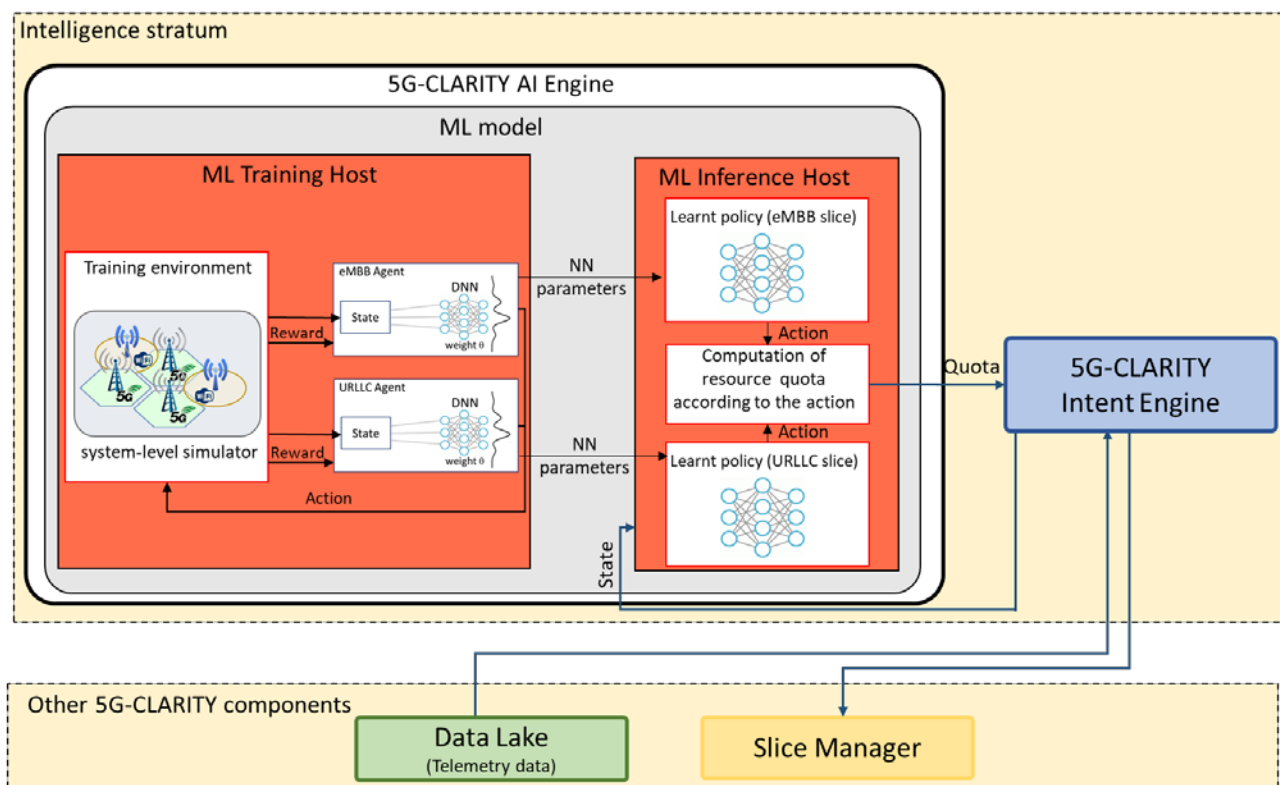 Intelligence stratum
5G-CLARITY AI Engine
ML model
ML Training Host
Training environment
5G
5G
5G
system-level simulator
Reward
Reward
eMBB Agent
State
DNN
weight θ
URLLC Agent
State
DNN
weight θ
Action
NN
parameters
NN
parameters
ML Inference Host
Learnt policy (eMBB slice)
Action
Computation of
resource quota
according to the action
Action
Learnt policy (URLLC slice)
State
Quota
5G-CLARITY
Intent Engine
Other 5G-CLARITY components
Data Lake
(Telemetry data)
Slice Manager